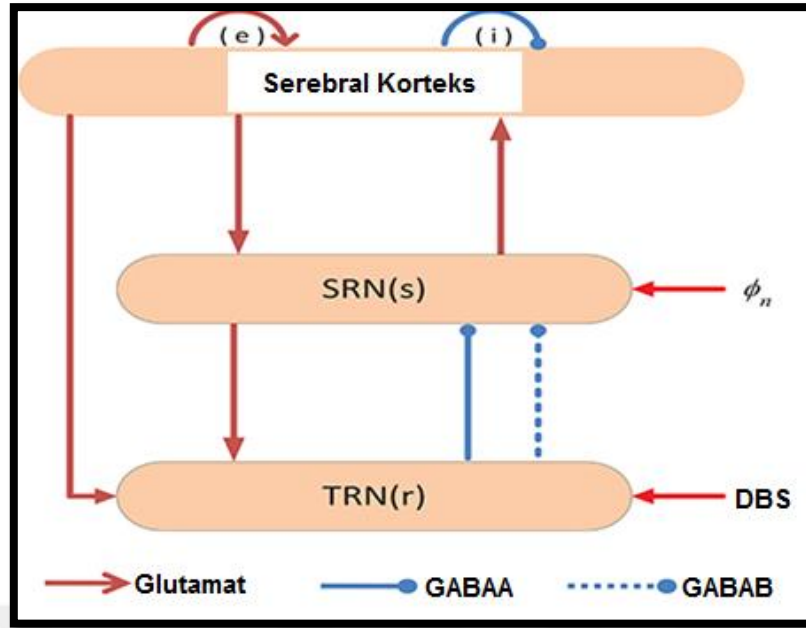 (e) (i)
Serebral Korteks
SRN(s)
ϕₙ
TRN(r)
DBS
Glutamat GABAA GABAB